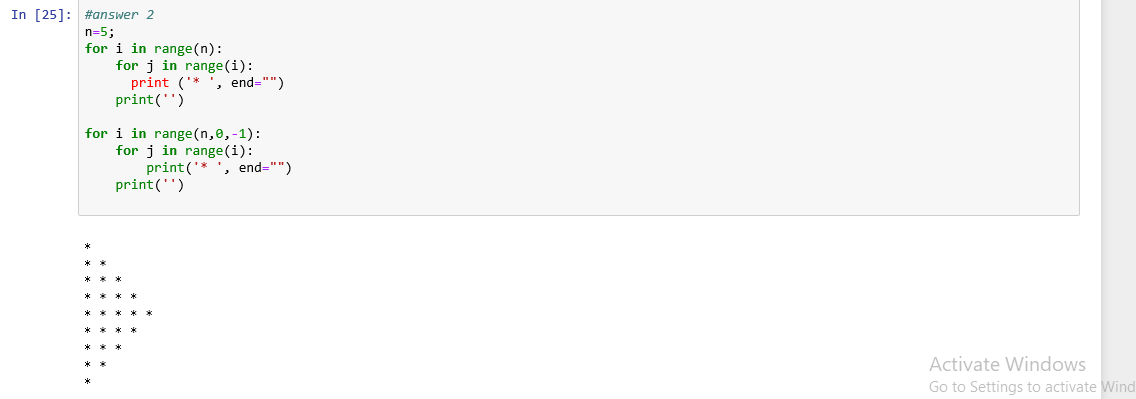 In [25]: #answer 2
n=5;
for i in range(n):
    for j in range(i):
      print ('* ', end="")
    print('')

for i in range(n,0,-1):
    for j in range(i):
        print('* ', end="")
    print('')

*
* *
* * *
* * * *
* * * * *
* * * *
* * *
* *
*
Activate Windows
Go to Settings to activate Wind